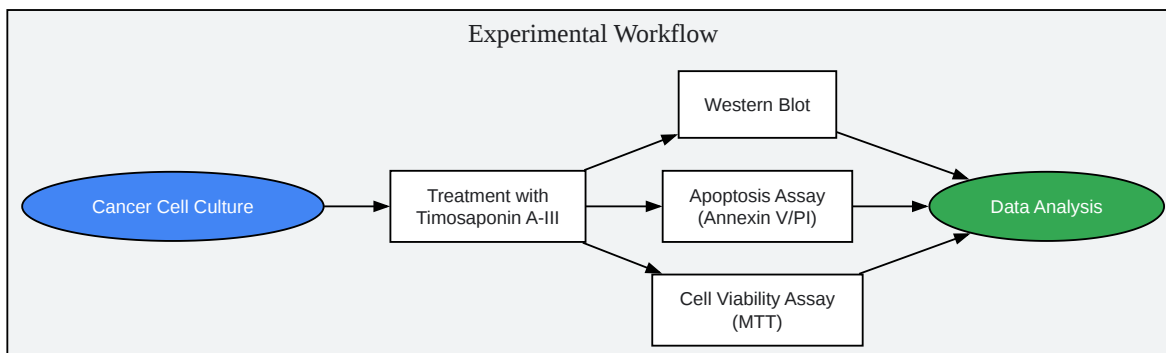 Experimental Workflow
Western Blot
Cancer Cell Culture
Treatment with
Timosaponin A-III
Apoptosis Assay
(Annexin V/PI)
Data Analysis
Cell Viability Assay
(MTT)